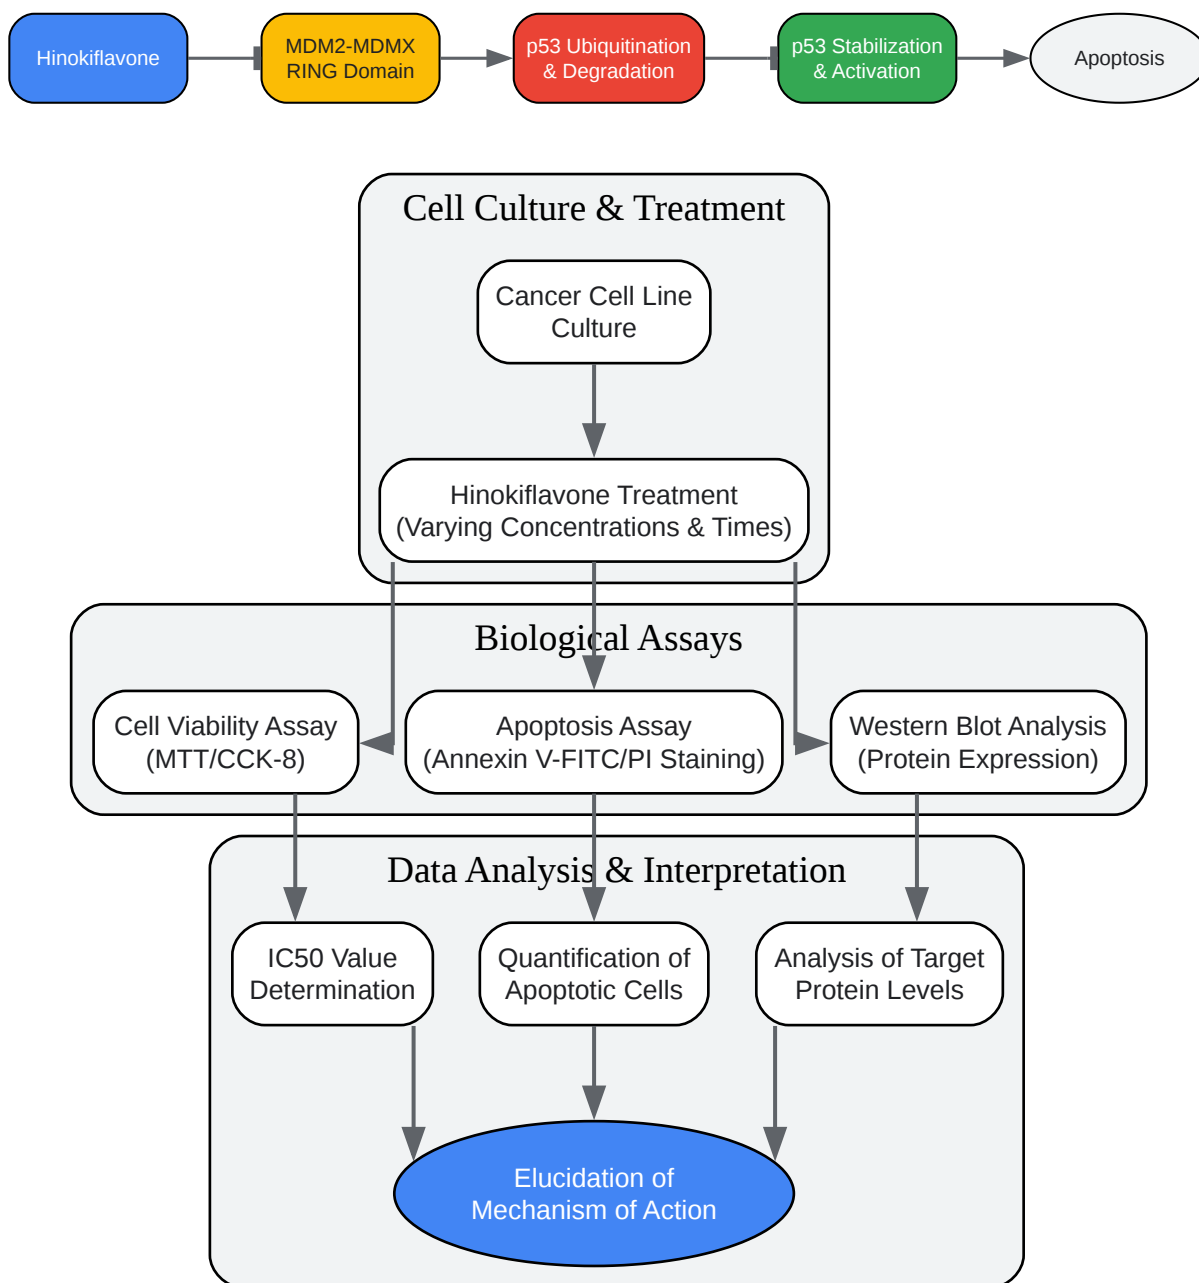 Hinokiflavone
MDM2-MDMX
RING Domain
p53 Ubiquitination
& Degradation
p53 Stabilization
& Activation
Apoptosis
Cell Culture & Treatment
Cancer Cell Line
Culture
Hinokiflavone Treatment
(Varying Concentrations & Times)
Biological Assays
Cell Viability Assay
(MTT/CCK-8)
Apoptosis Assay
(Annexin V-FITC/PI Staining)
Western Blot Analysis
(Protein Expression)
Data Analysis & Interpretation
IC50 Value
Determination
Quantification of
Apoptotic Cells
Analysis of Target
Protein Levels
Elucidation of
Mechanism of Action